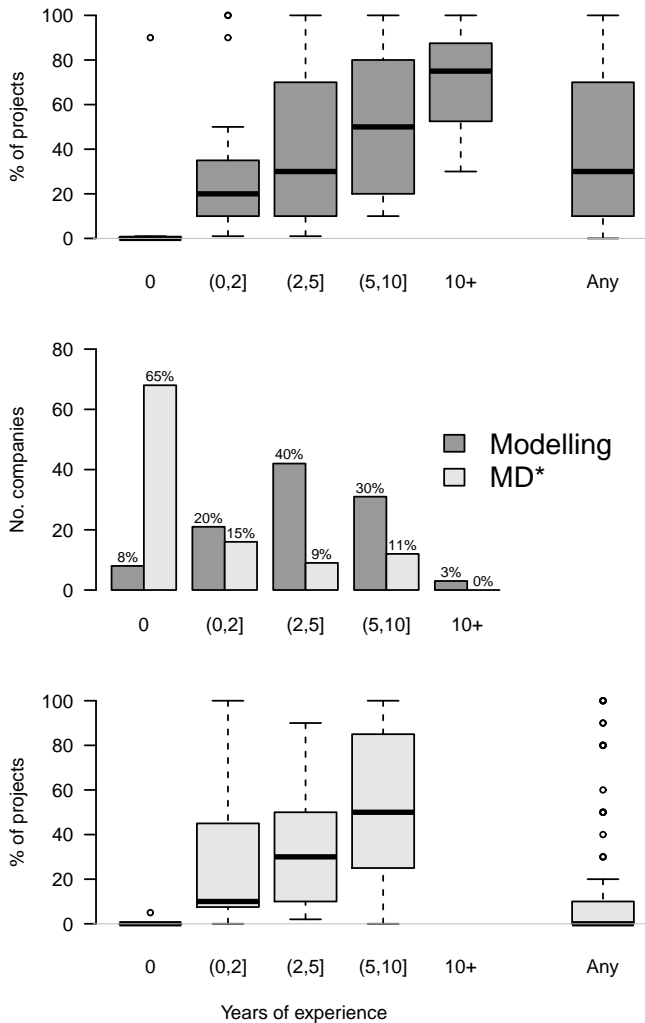 100
80
60
40
20
0
% of projects
0 (0,2] (2,5] (5,10] 10+ Any
80
60
40
20
0
No. companies
8% 65% 20% 15% 40% 9% 30% 11% 3% 0%
Modelling
MD*
0 (0,2] (2,5] (5,10] 10+
100
80
60
40
20
0
% of projects
0 (0,2] (2,5] (5,10] 10+ Any
Years of experience